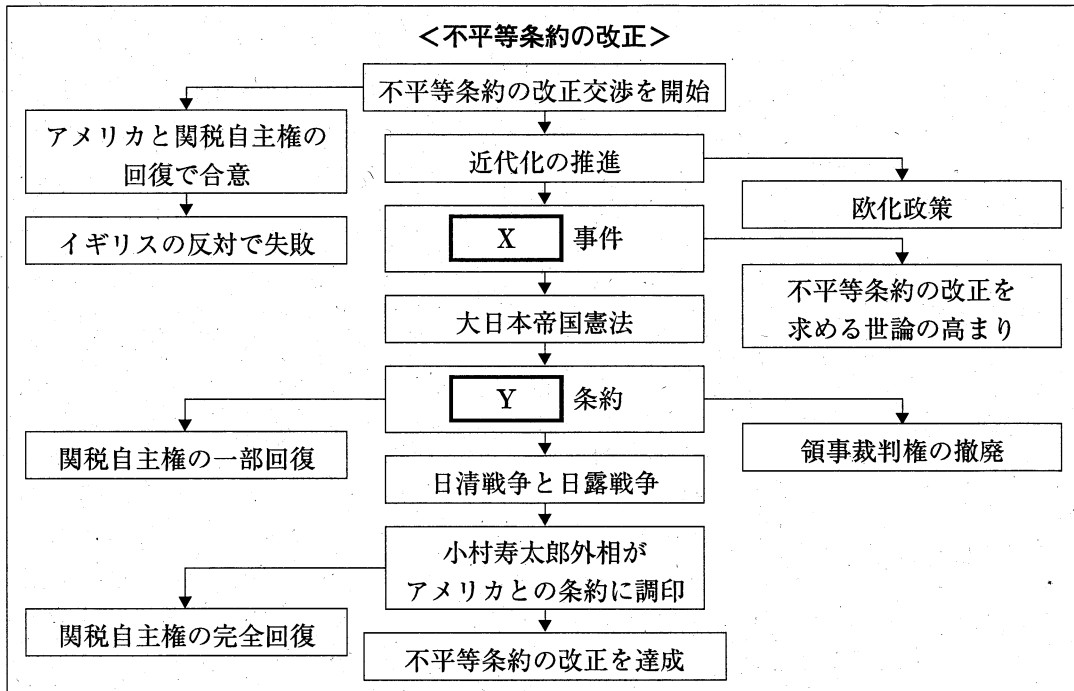 ＜不平等条約の改正＞
不平等条約の改正交渉を開始
アメリカと関税自主権の
回復で合意
近代化の推進
欧化政策
イギリスの反対で失敗
X 事件
不平等条約の改正を
求める世論の高まり
大日本帝国憲法
Y 条約
関税自主権の一部回復
領事裁判権の撤廃
日清戦争と日露戦争
小村寿太郎外相が
アメリカとの条約に調印
関税自主権の完全回復
不平等条約の改正を達成